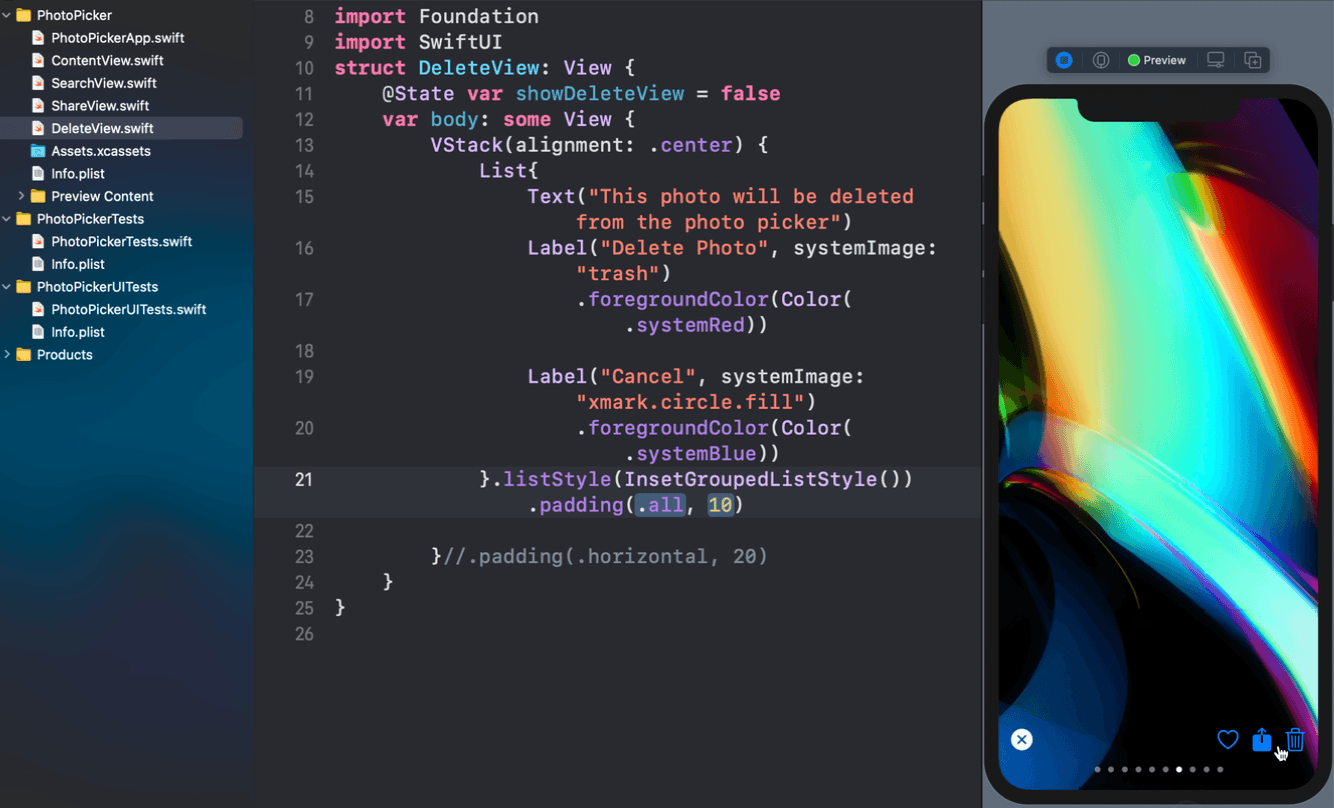 PhotoPicker
PhotoPickerApp.swift
ContentView.swift
SearchView.swift
ShareView.swift
DeleteView.swift
Assets.xcassets
Info.plist
Preview Content
PhotoPickerTests
PhotoPickerTests.swift
Info.plist
PhotoPickerUITests
PhotoPickerUITests.swift
Info.plist
Products
8 import Foundation
9 import SwiftUI
10 struct DeleteView: View {
11 @State var showDeleteView = false
12 var body: some View {
13 VStack(alignment: .center) {
14 List{
15 Text("This photo will be deleted
from the photo picker")
16 Label("Delete Photo", systemImage:
"trash")
17 .foregroundColor(Color(
.systemRed))
18
19 Label("Cancel", systemImage:
"xmark.circle.fill")
20 .foregroundColor(Color(
.systemBlue))
21 }.listStyle(InsetGroupedListStyle())
.padding(.all, 10)
22
23 }//.padding(.horizontal, 20)
24 }
25 }
26
Preview